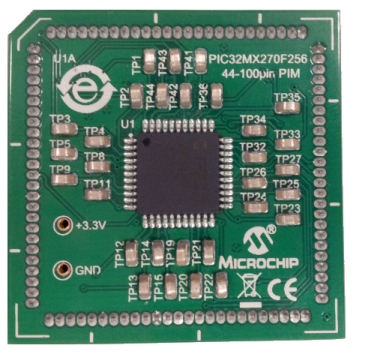 U1A
TP1
TP43
TP41
PIC32MX270F256
44-100pin PIM
TP2
TP44
TP42
TP36
TP35
TP3
TP4
U1
TP34
TP33
TP5
TP8
TP32
TP27
TP9
TP11
TP26
TP25
TP24
TP23
+3.3V
GND
TP12
TP14
TP19
TP21
MICROCHIP
TP13
TP15
TP20
TP22
CE